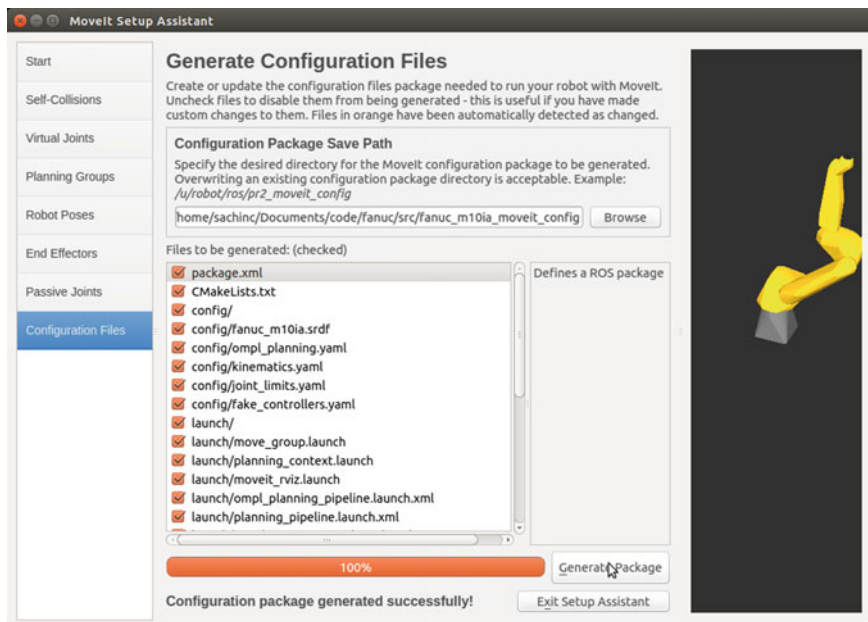 MoveIt Setup Assistant
Start
Self-Collisions
Virtual Joints
Planning Groups
Robot Poses
End Effectors
Passive Joints
Configuration Files
Generate Configuration Files
Create or update the configuration files package needed to run your robot with MoveIt.
Uncheck files to disable them from being generated - this is useful if you have made
custom changes to them. Files in orange have been automatically detected as changed.
Configuration Package Save Path
Specify the desired directory for the MoveIt configuration package to be generated.
Overwriting an existing configuration package directory is acceptable. Example:
/u/robot/ros/pr2_moveit_config
home/sachinc/Documents/code/fanuc/src/fanuc_m10ia_moveit_config
Browse
Files to be generated: (checked)
package.xml
CMakeLists.txt
config/
config/fanuc_m10ia.srdf
config/ompl_planning.yaml
config/kinematics.yaml
config/joint_limits.yaml
config/fake_controllers.yaml
launch/
launch/move_group.launch
launch/planning_context.launch
launch/moveit_rviz.launch
launch/ompl_planning_pipeline.launch.xml
launch/planning_pipeline.launch.xml
Defines a ROS package
100%
Generate Package
Configuration package generated successfully!
Exit Setup Assistant